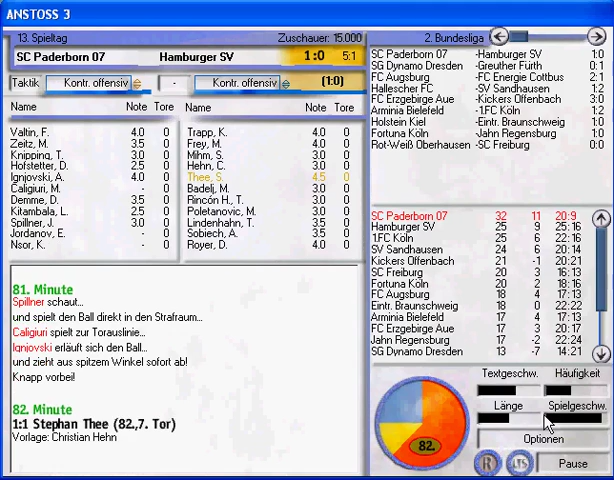 ANSTOSS 3
13. Spieltag Zuschauer: 15.000
SC Paderborn 07 Hamburger SV 1:0 5:1
Taktik Kontr. offensiv - Kontr. offensiv (1:0)
Name Note Tore Name Note Tore
Valtin, F. 4.0 0 Trapp, K. 4.0 0
Zeitz, M. 3.5 0 Frey, M. 4.0 0
Knipping, T. 3.0 0 Mihm, S. 3.0 0
Hofstetter, D. 2.5 0 Hehn, C. 3.0 0
Ignjovski, A. 4.0 0 Thee, S. 4.5 0
Caligiuri, M. - 0 Badelj, M. 3.0 0
Demme, D. 3.5 0 Rincón H., T. 3.0 0
Kitambala, L. 2.5 0 Poletanovic, M. 3.0 0
Spillner, J. 3.0 0 Lindenhahn, T. 3.5 0
Jordanov, E. - 0 Sobiech, A. 3.5 0
Nsor, K. - 0 Royer, D. 4.0 0
81. Minute
Spillner schaut...
und spielt den Ball direkt in den Strafraum...
Caligiuri spielt zur Torauslinie...
Ignjovski erläuft sich den Ball...
und zieht aus spitzem Winkel sofort ab!
Knapp vorbei!
82. Minute
1:1 Stephan Thee (82.,7. Tor)
Vorlage: Christian Hehn
2. Bundesliga
SC Paderborn 07 -Hamburger SV 1:0
SG Dynamo Dresden -Greuther Fürth 0:1
FC Augsburg -FC Energie Cottbus 2:1
Hallescher FC -SV Sandhausen 1:2
FC Erzgebirge Aue -Kickers Offenbach 3:0
Arminia Bielefeld -1.FC Köln 1:2
Holstein Kiel -Eintr. Braunschweig 1:0
Fortuna Köln -Jahn Regensburg 1:0
Rot-Weiß Oberhausen -SC Freiburg 0:0
SC Paderborn 07 32 11 20:9
Hamburger SV 25 9 25:16
1.FC Köln 25 6 22:16
SV Sandhausen 24 6 20:14
Kickers Offenbach 21 -1 20:21
SC Freiburg 20 3 16:13
Fortuna Köln 20 2 18:16
FC Augsburg 18 4 17:13
Eintr. Braunschweig 18 0 22:22
Arminia Bielefeld 17 4 17:13
FC Erzgebirge Aue 17 3 20:17
Jahn Regensburg 17 -2 22:24
SG Dynamo Dresden 13 -7 14:21
Textgeschw. Häufigkeit
Länge Spielgeschw.
82.
Optionen
R LTS Pause